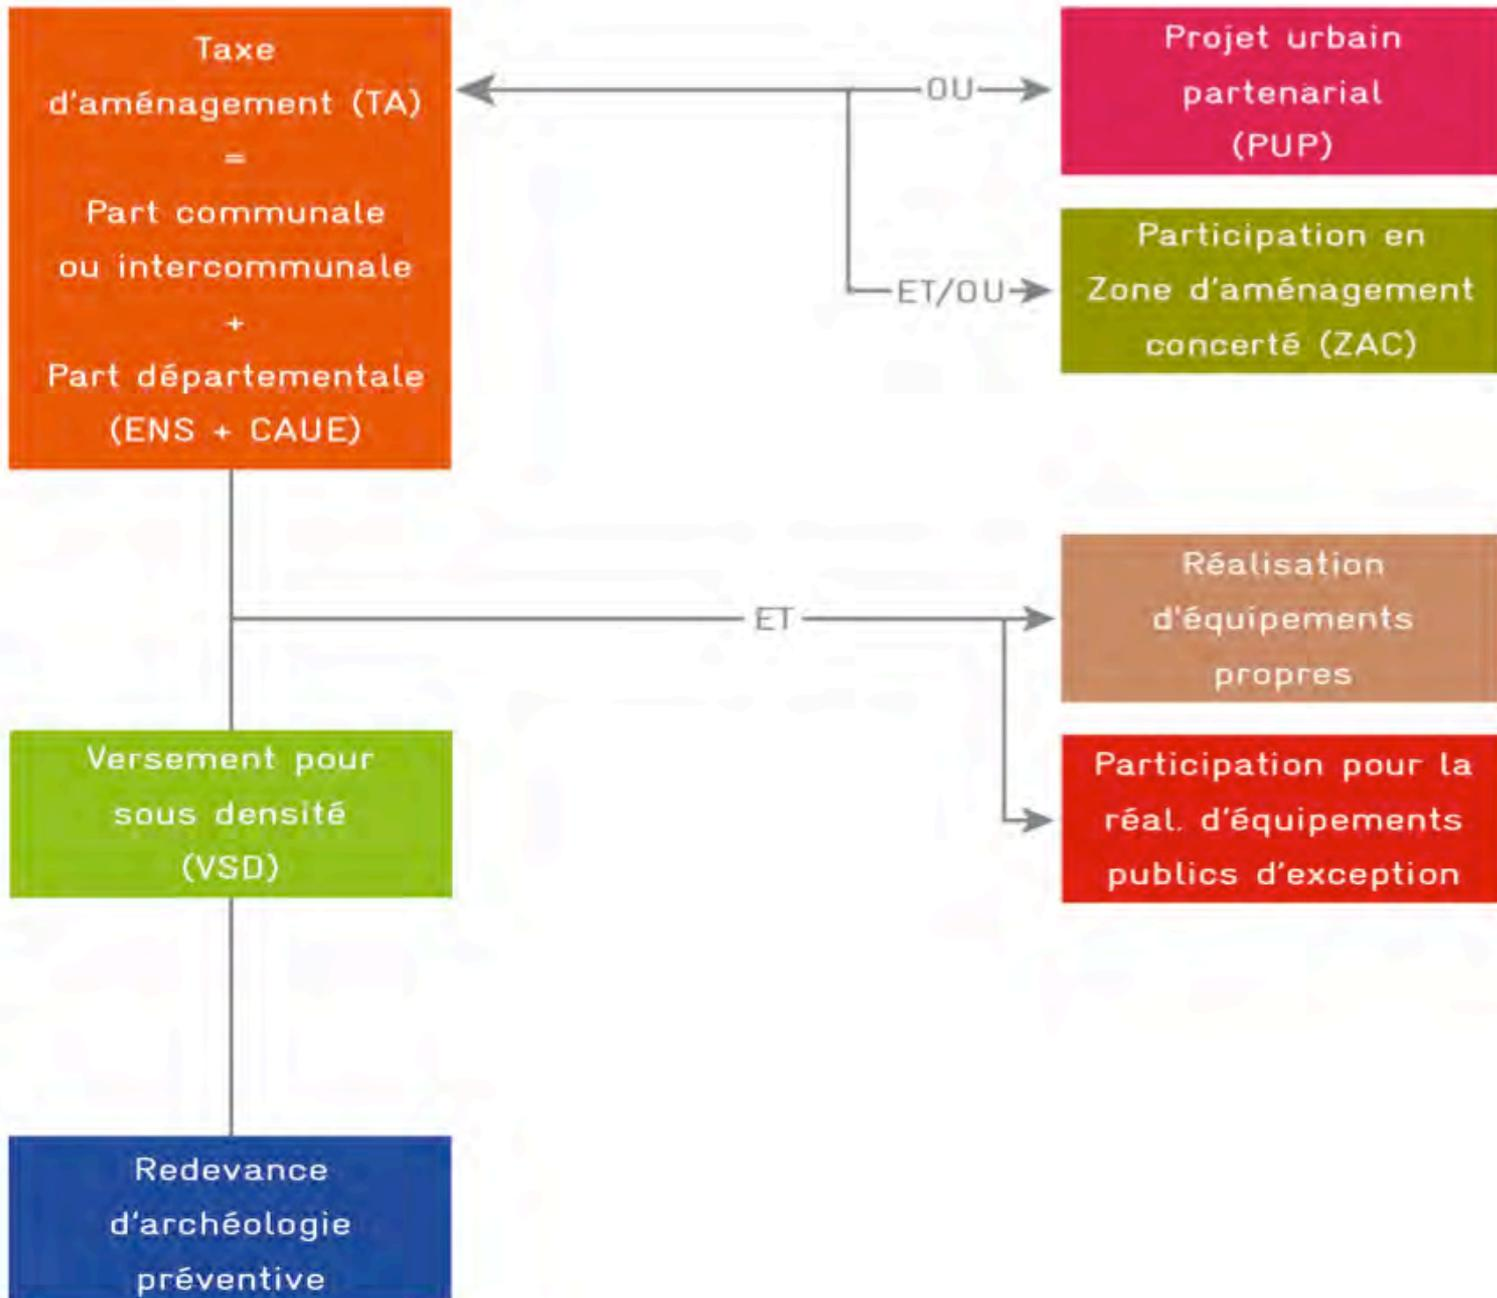 Taxe
d'aménagement (TA)
=
Part communale
ou intercommunale
+
Part départementale
(ENS + CAUE)
OU
Projet urbain
partenarial
(PUP)
ET/OU
Participation en
Zone d'aménagement
concerté (ZAC)
ET
Réalisation
d'équipements
propres
Versement pour
sous densité
(VSD)
Participation pour la
réal. d'équipements
publics d'exception
Redevance
d'archéologie
préventive